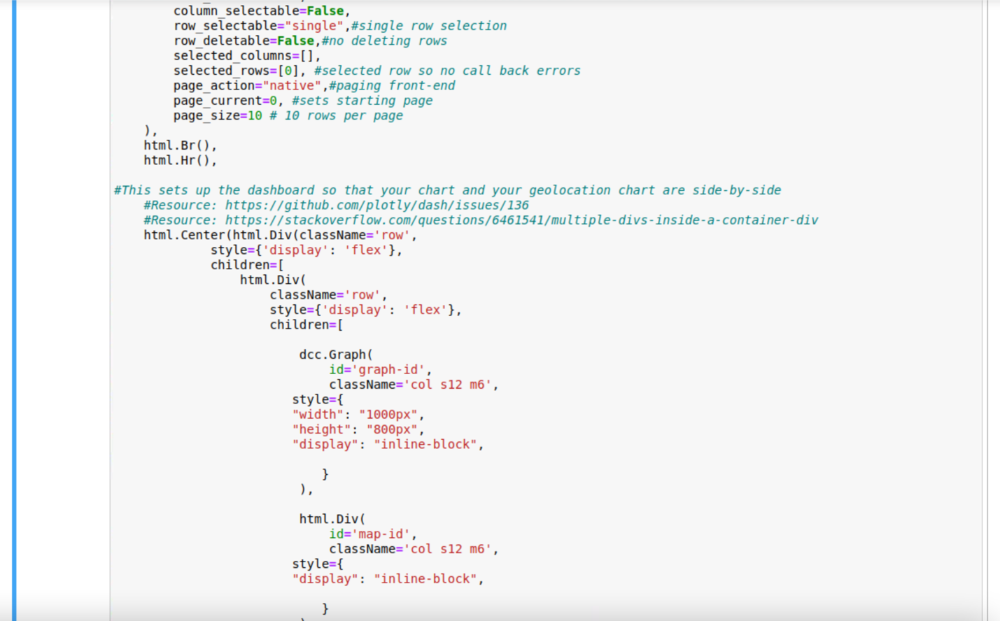 column_selectable=False,
row_selectable="single",#single row selection
row_deletable=False,#no deleting rows
selected_columns=[],
selected_rows=[0], #selected row so no call back errors
page_action="native",#paging front-end
page_current=0, #sets starting page
page_size=10 # 10 rows per page
),
html.Br(),
html.Hr(),
#This sets up the dashboard so that your chart and your geolocation chart are side-by-side
#Resource: https://github.com/plotly/dash/issues/136
#Resource: https://stackoverflow.com/questions/6461541/multiple-divs-inside-a-container-div
html.Center(html.Div(className='row',
style={'display': 'flex'},
children=[
html.Div(
className='row',
style={'display': 'flex'},
children=[
dcc.Graph(
id='graph-id',
className='col s12 m6',
style={
"width": "1000px",
"height": "800px",
"display": "inline-block",
}
),
html.Div(
id='map-id',
className='col s12 m6',
style={
"display": "inline-block",
}